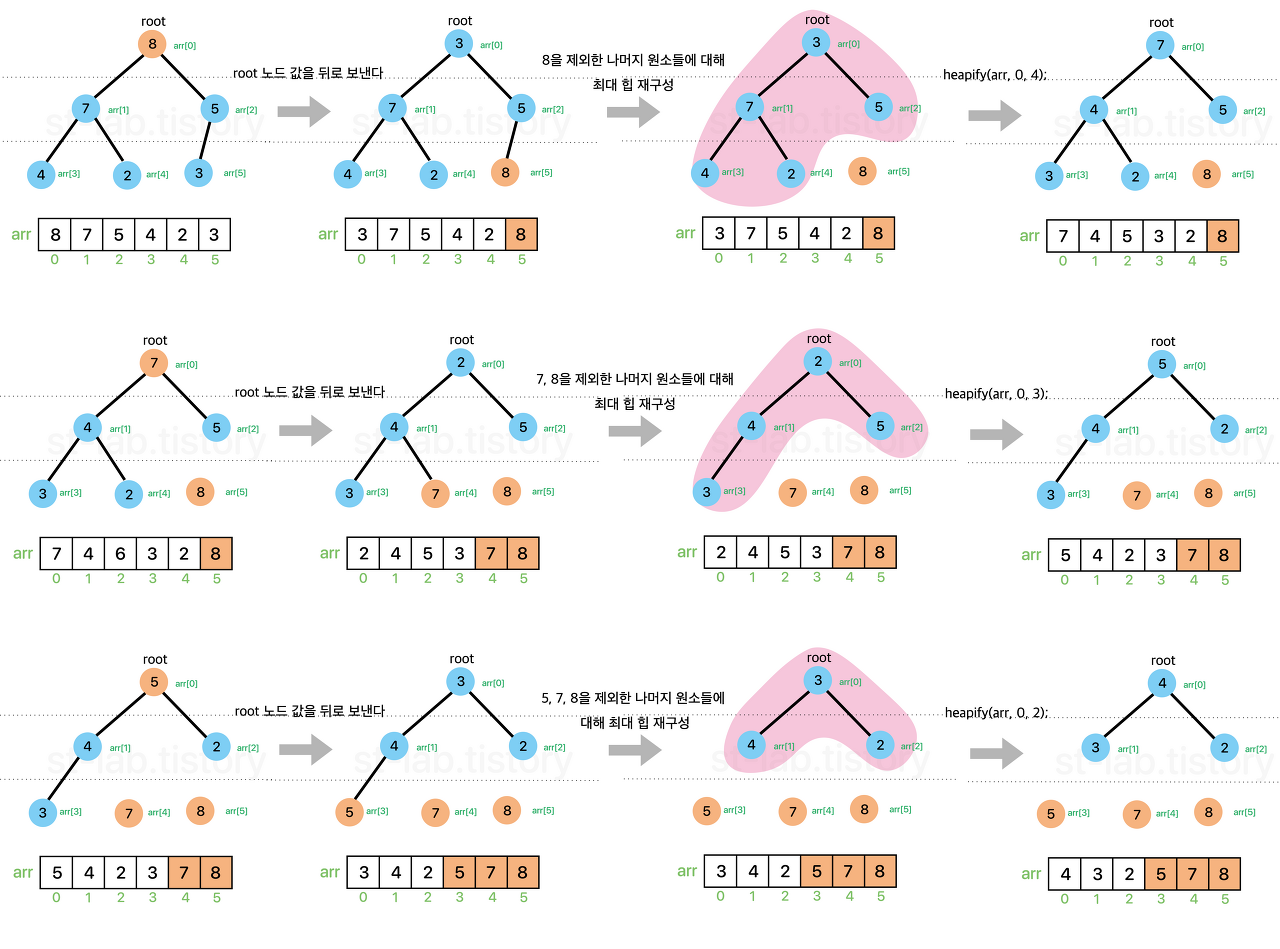 root
8 arr[0]
root 노드 값을 뒤로 보낸다
7 arr[1] 5 arr[2]
4 arr[3] 2 arr[4] 3 arr[5]
arr 8 7 5 4 2 3
0 1 2 3 4 5
root
3 arr[0]
8을 제외한 나머지 원소들에 대해
최대 힙 재구성
7 arr[1] 5 arr[2]
4 arr[3] 2 arr[4] 8 arr[5]
arr 3 7 5 4 2 8
0 1 2 3 4 5
root
3 arr[0]
heapify(arr, 0, 4);
7 arr[1] 5 arr[2]
4 arr[3] 2 arr[4] 8 arr[5]
arr 3 7 5 4 2 8
0 1 2 3 4 5
root
7 arr[0]
4 arr[1] 5 arr[2]
3 arr[3] 2 arr[4] 8 arr[5]
arr 7 4 5 3 2 8
0 1 2 3 4 5
root
7 arr[0]
root 노드 값을 뒤로 보낸다
4 arr[1] 5 arr[2]
3 arr[3] 2 arr[4] 8 arr[5]
arr 7 4 6 3 2 8
0 1 2 3 4 5
root
2 arr[0]
7, 8을 제외한 나머지 원소들에 대해
최대 힙 재구성
4 arr[1] 5 arr[2]
3 arr[3] 7 arr[4] 8 arr[5]
arr 2 4 5 3 7 8
0 1 2 3 4 5
root
2 arr[0]
heapify(arr, 0, 3);
4 arr[1] 5 arr[2]
3 arr[3] 7 arr[4] 8 arr[5]
arr 2 4 5 3 7 8
0 1 2 3 4 5
root
5 arr[0]
4 arr[1] 2 arr[2]
3 arr[3] 7 arr[4] 8 arr[5]
arr 5 4 2 3 7 8
0 1 2 3 4 5
root
5 arr[0]
root 노드 값을 뒤로 보낸다
4 arr[1] 2 arr[2]
3 arr[3] 7 arr[4] 8 arr[5]
arr 5 4 2 3 7 8
0 1 2 3 4 5
root
3 arr[0]
5, 7, 8을 제외한 나머지 원소들에
대해 최대 힙 재구성
4 arr[1] 2 arr[2]
5 arr[3] 7 arr[4] 8 arr[5]
arr 3 4 2 5 7 8
0 1 2 3 4 5
root
3 arr[0]
heapify(arr, 0, 2);
4 arr[1] 2 arr[2]
5 arr[3] 7 arr[4] 8 arr[5]
arr 3 4 2 5 7 8
0 1 2 3 4 5
root
4 arr[0]
3 arr[1] 2 arr[2]
5 arr[3] 7 arr[4] 8 arr[5]
arr 4 3 2 5 7 8
0 1 2 3 4 5